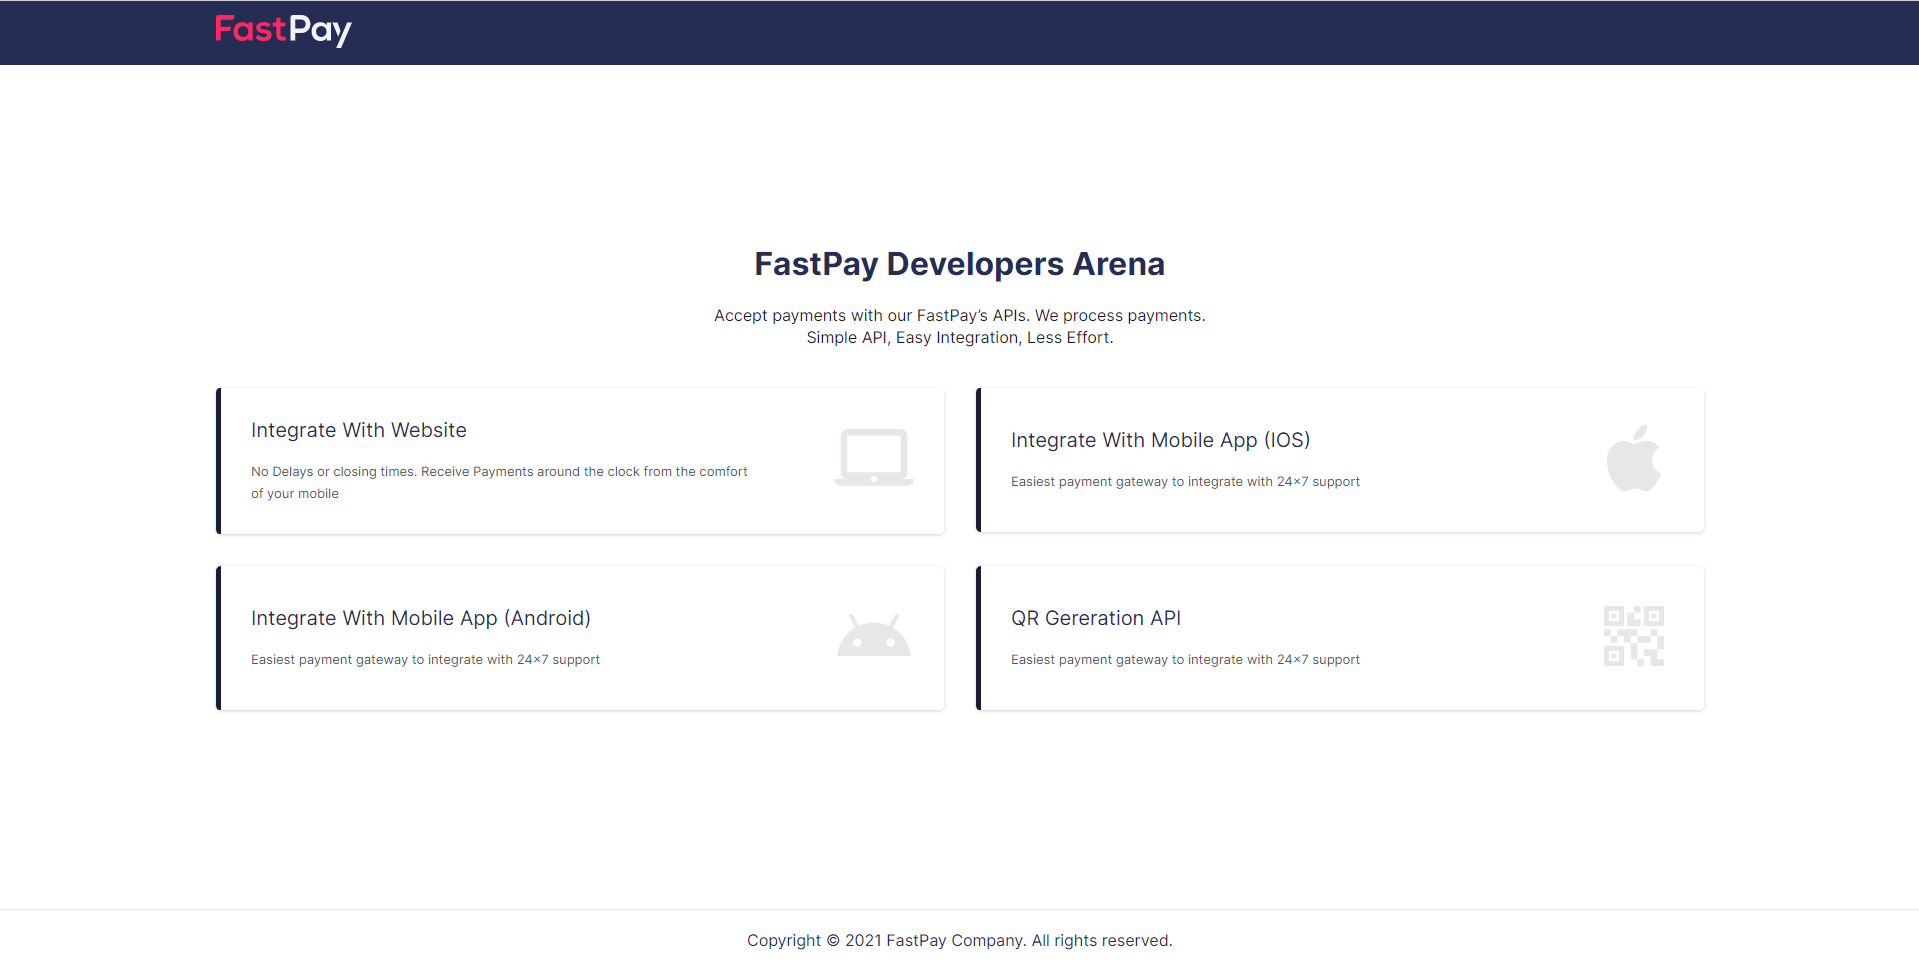 FastPay
FastPay Developers Arena
Accept payments with our FastPay’s APIs. We process payments.
Simple API, Easy Integration, Less Effort.
Integrate With Website
No Delays or closing times. Receive Payments around the clock from the comfort
of your mobile
Integrate With Mobile App (IOS)
Easiest payment gateway to integrate with 24×7 support
Integrate With Mobile App (Android)
Easiest payment gateway to integrate with 24×7 support
QR Gereration API
Easiest payment gateway to integrate with 24×7 support
Copyright © 2021 FastPay Company. All rights reserved.